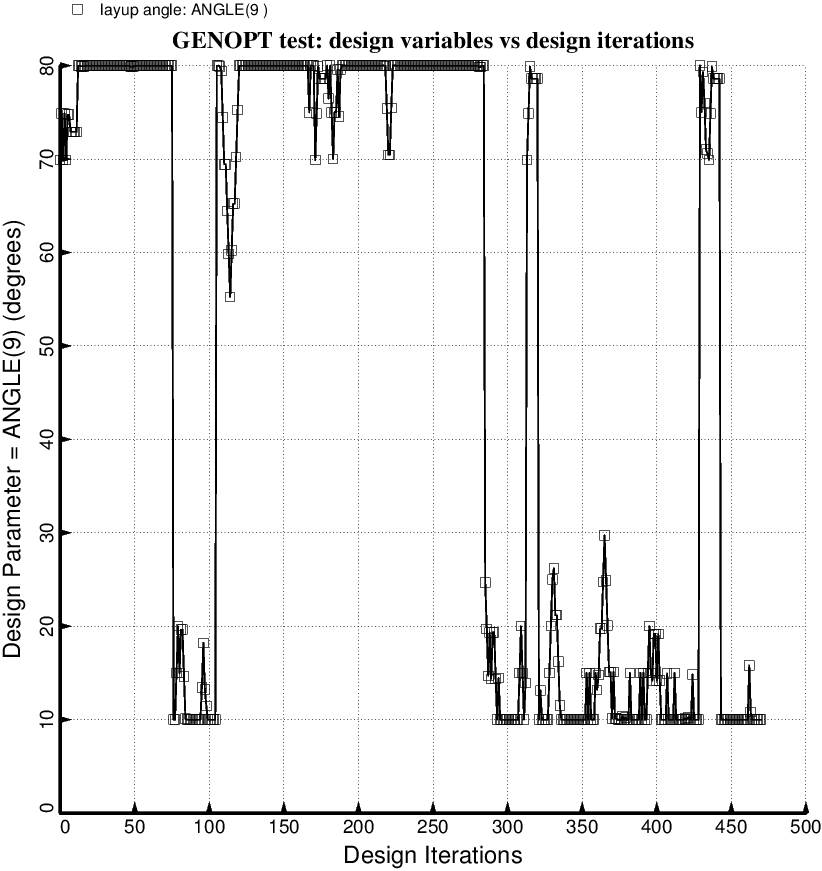 layup angle: ANGLE(9 )
GENOPT test: design variables vs design iterations
Design Parameter = ANGLE(9) (degrees)
80
70
60
50
40
30
20
10
0
0 50 100 150 200 250 300 350 400 450 500
Design Iterations